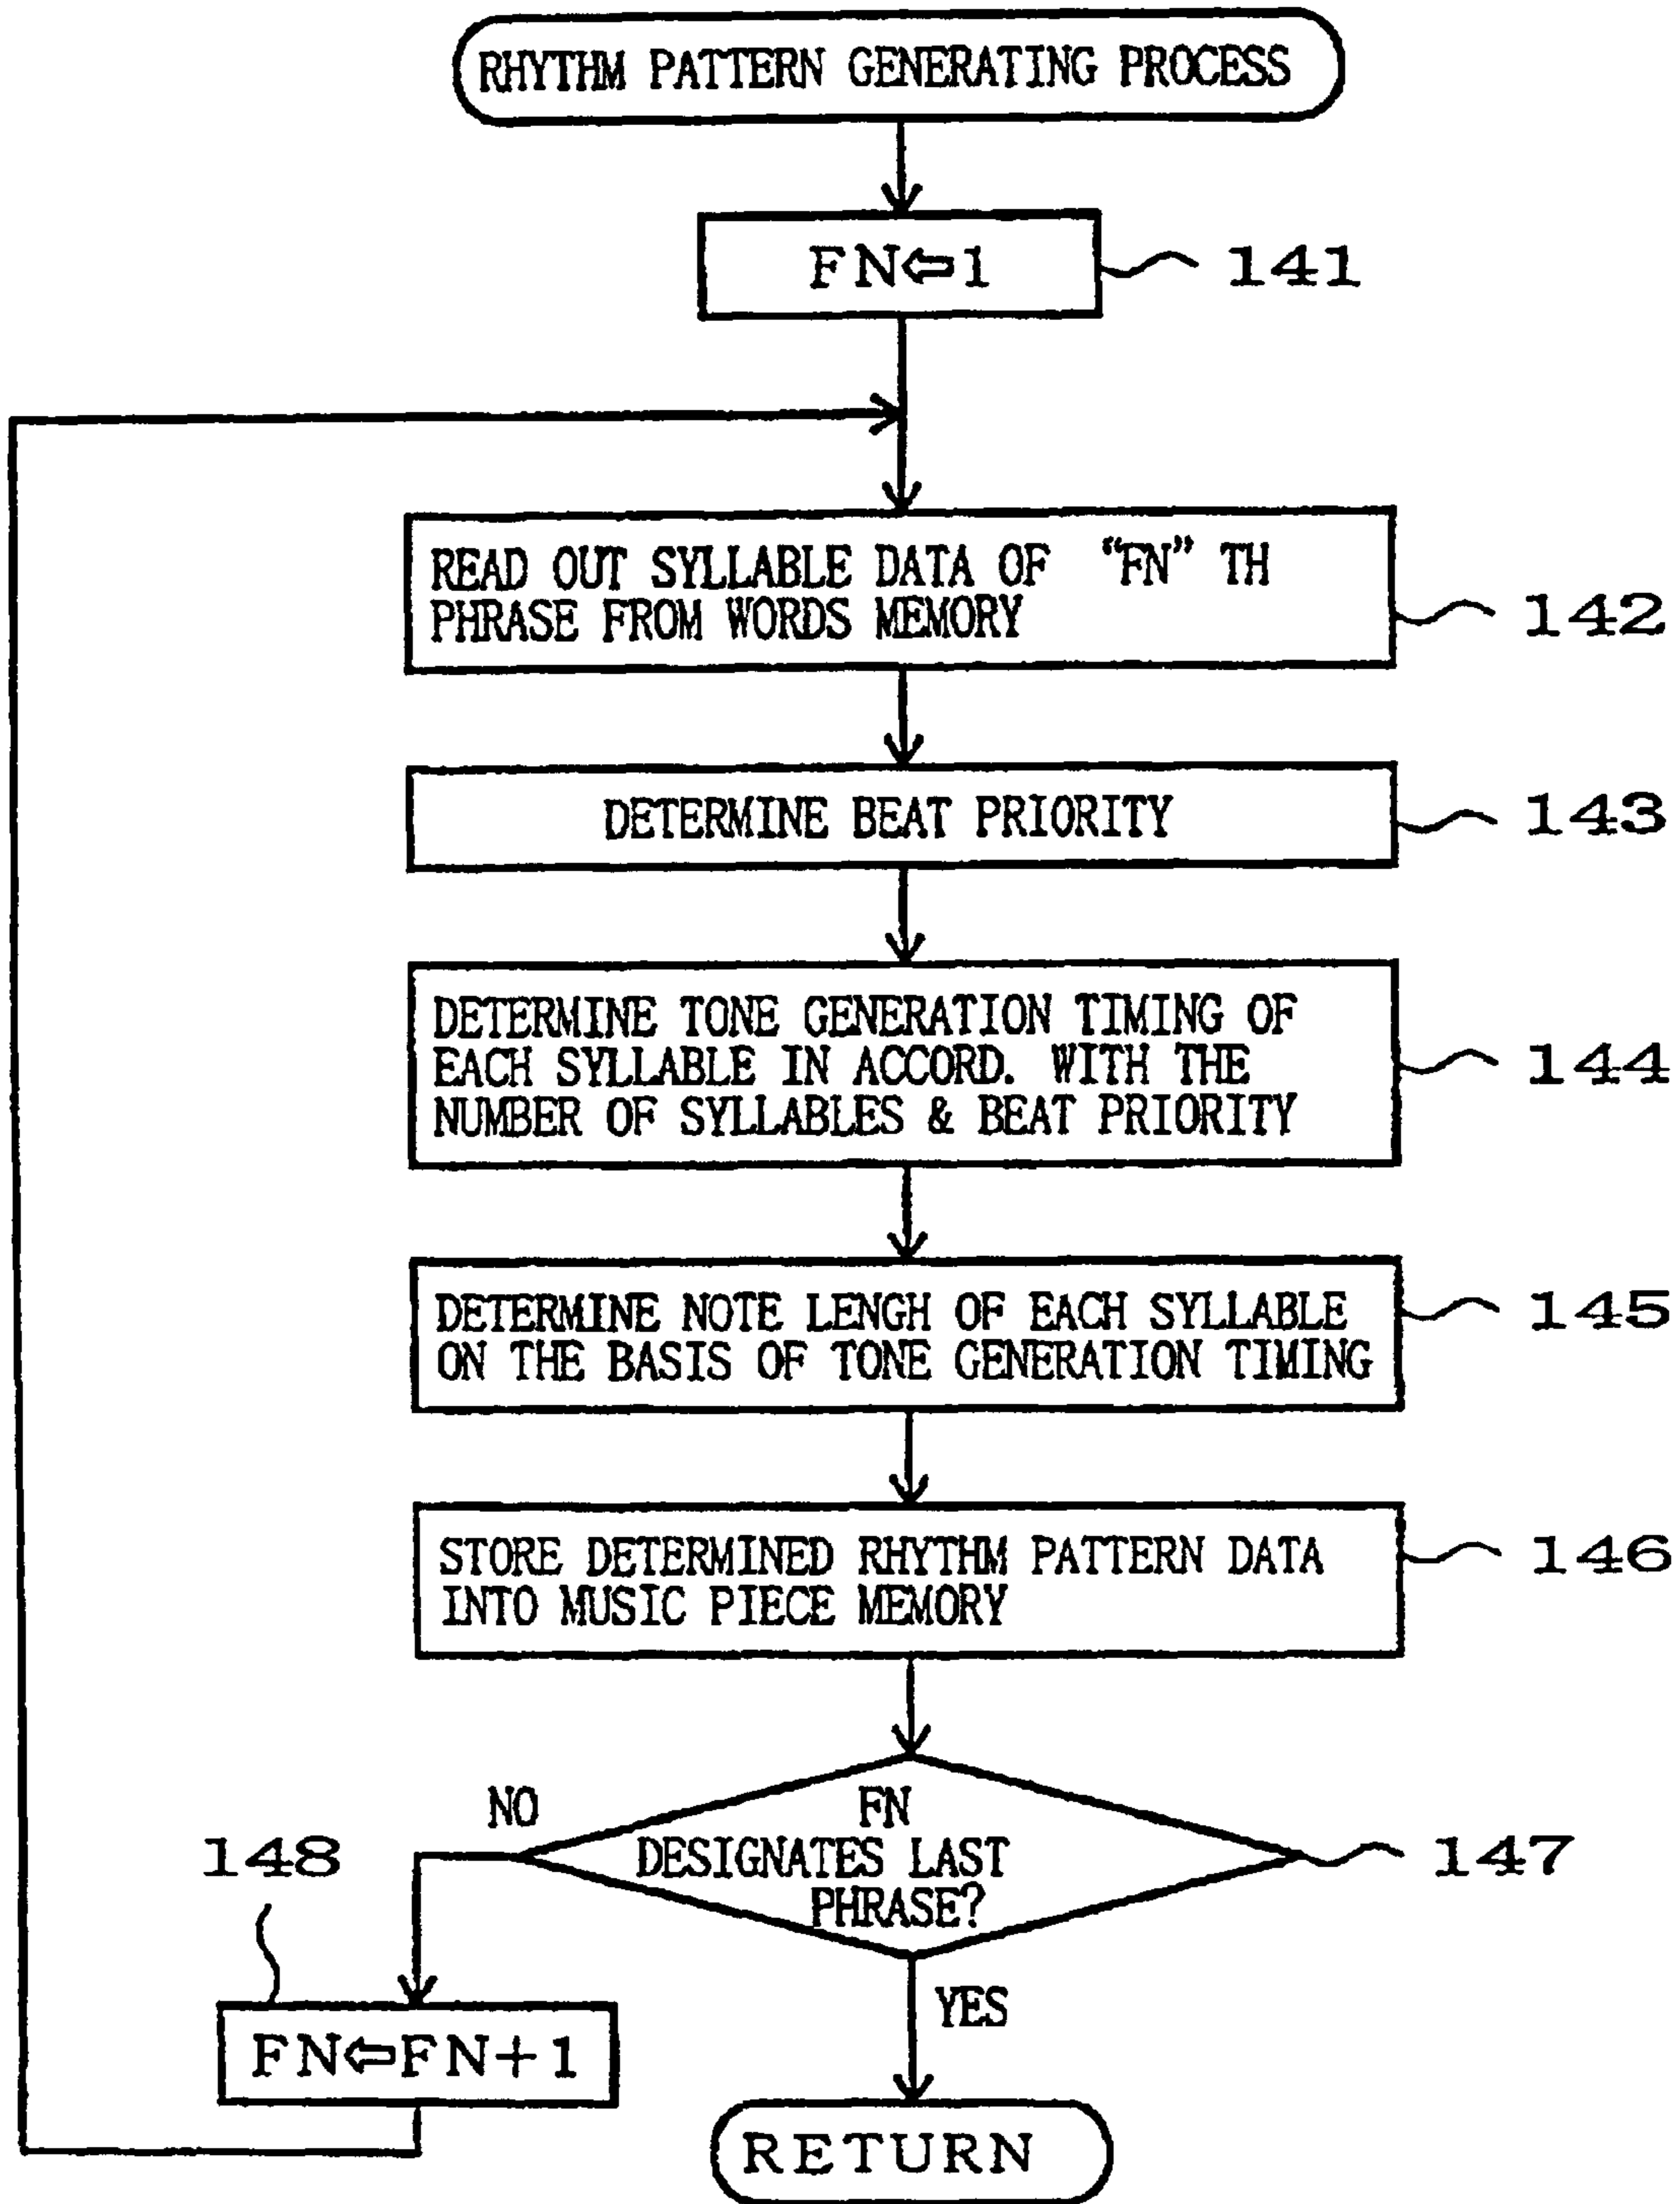 RHYTHM PATTERN GENERATING PROCESS
FN⇦1
141
READ OUT SYLLABLE DATA OF "FN" TH
PHRASE FROM WORDS MEMORY
142
DETERMINE BEAT PRIORITY
143
DETERMINE TONE GENERATION TIMING OF
EACH SYLLABLE IN ACCORD. WITH THE
NUMBER OF SYLLABLES & BEAT PRIORITY
144
DETERMINE NOTE LENGH OF EACH SYLLABLE
ON THE BASIS OF TONE GENERATION TIMING
145
STORE DETERMINED RHYTHM PATTERN DATA
INTO MUSIC PIECE MEMORY
146
NO
FN
DESIGNATES LAST
PHRASE?
147
148
YES
FN⇦FN+1
RETURN